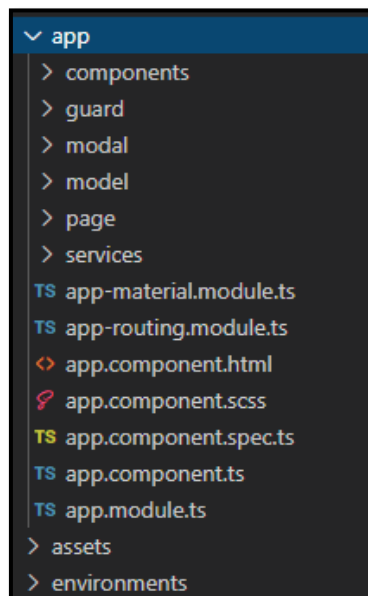 app
components
guard
modal
model
page
services
TS app-material.module.ts
TS app-routing.module.ts
<> app.component.html
app.component.scss
TS app.component.spec.ts
TS app.component.ts
TS app.module.ts
assets
environments